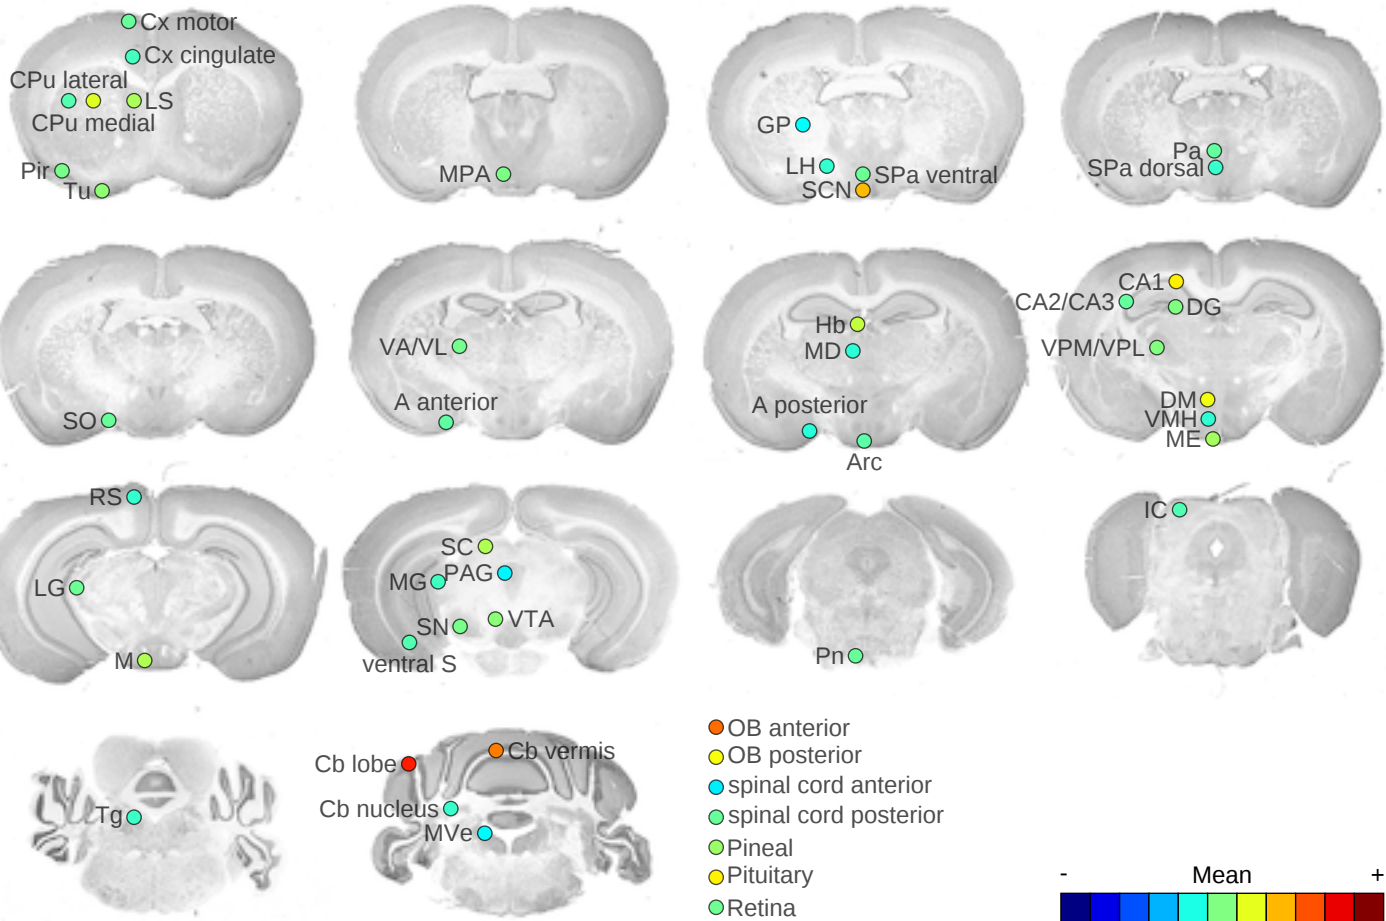 Cx motor
Cx cingulate
CPu lateral
LS
CPu medial
Pir
Tu
MPA
GP
LH
SPa ventral
SCN
Pa
SPa dorsal
SO
VA/VL
A anterior
Hb
MD
A posterior
Arc
CA1
CA2/CA3
DG
VPM/VPL
DM
VMH
ME
RS
LG
M
SC
PAG
MG
VTA
SN
ventral S
Pn
IC
Tg
Cb lobe
Cb vermis
Cb nucleus
MVe
OB anterior
OB posterior
spinal cord anterior
spinal cord posterior
Pineal
Pituitary
Retina
- Mean +